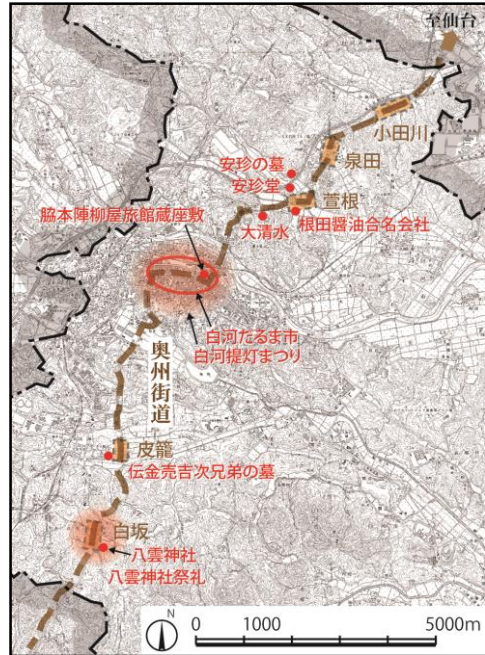 至仙台
小田川
泉田
安珍の墓
安珍堂
萱根
大清水
根田醤油合名会社
脇本陣柳屋旅館蔵座敷
白河だるま市
白河提灯まつり
奥州街道
皮籠
伝金売吉次兄弟の墓
白坂
八雲神社
八雲神社祭礼
N
0 1000 5000m